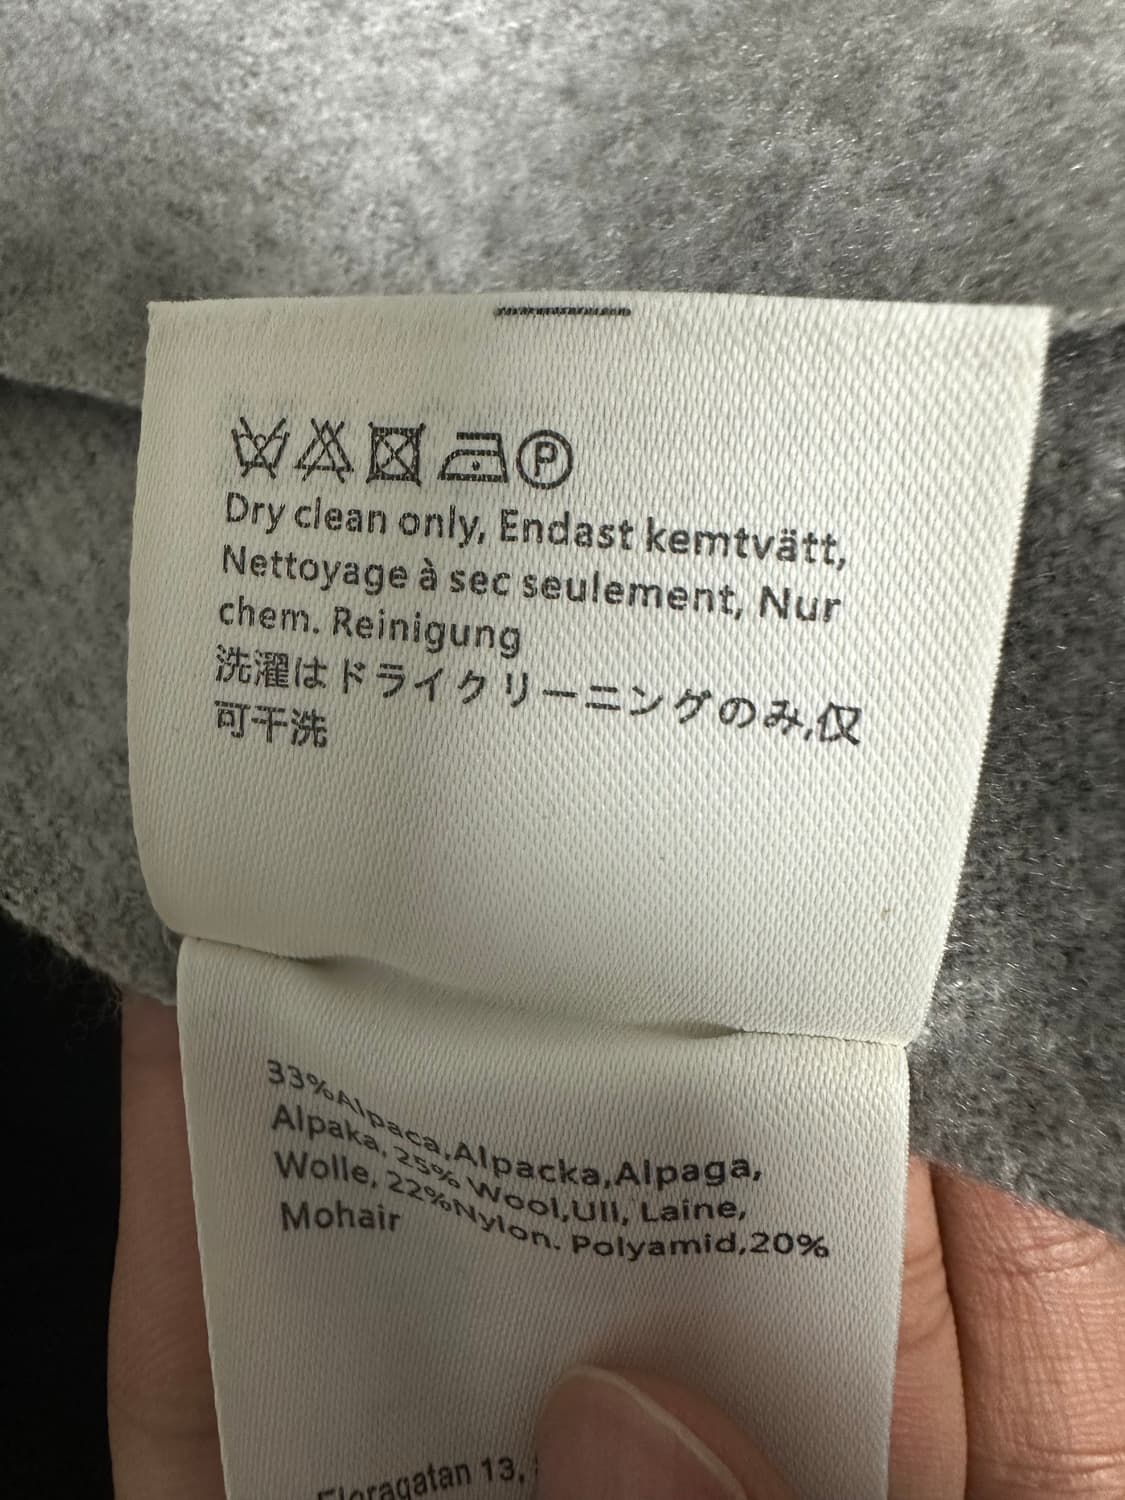 Dry clean only, Endast kemtvätt,
Nettoyage à sec seulement, Nur
chem. Reinigung
洗濯はドライクリーニングのみ,仅
可干洗
33%Alpaca,Alpacka,Alpaga,
Alpaka, 25% Wool,Ull, Laine,
Wolle, 22%Nylon. Polyamid,20%
Mohair
Floragatan 13,